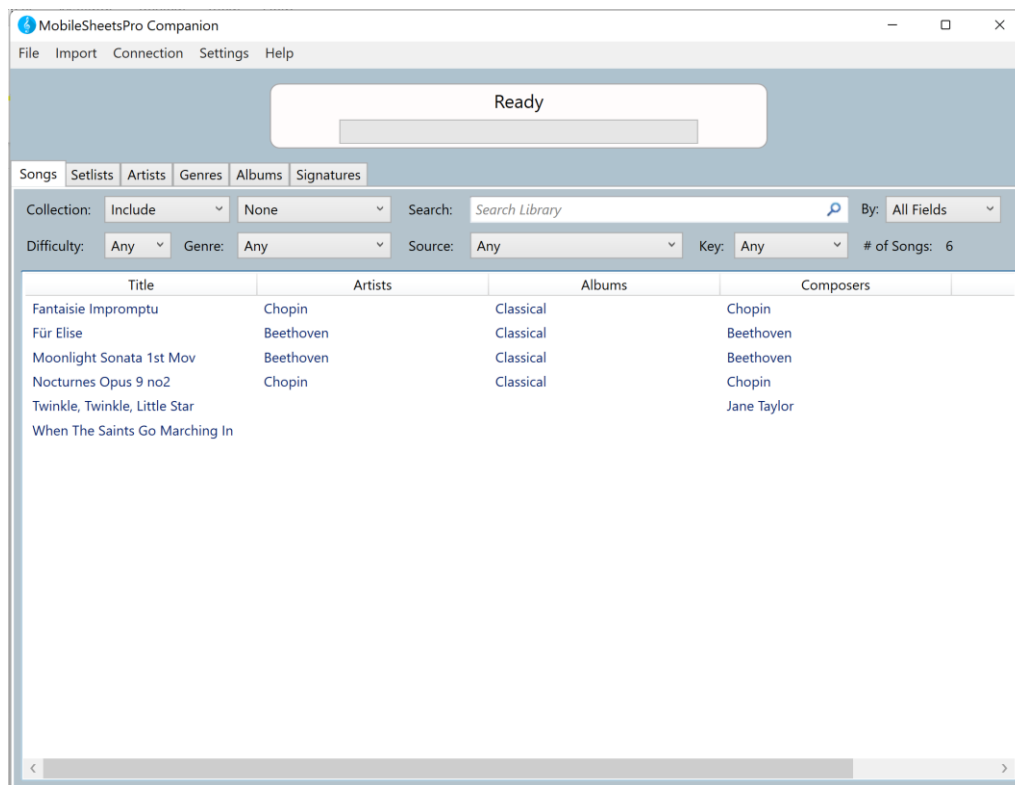 MobileSheetsPro Companion
File Import Connection Settings Help
Ready
Songs Setlists Artists Genres Albums Signatures
Collection: Include None Search: Search Library By: All Fields
Difficulty: Any Genre: Any Source: Any Key: Any # of Songs: 6
Title Artists Albums Composers
Fantaisie Impromptu Chopin Classical Chopin
Für Elise Beethoven Classical Beethoven
Moonlight Sonata 1st Mov Beethoven Classical Beethoven
Nocturnes Opus 9 no2 Chopin Classical Chopin
Twinkle, Twinkle, Little Star Jane Taylor
When The Saints Go Marching In